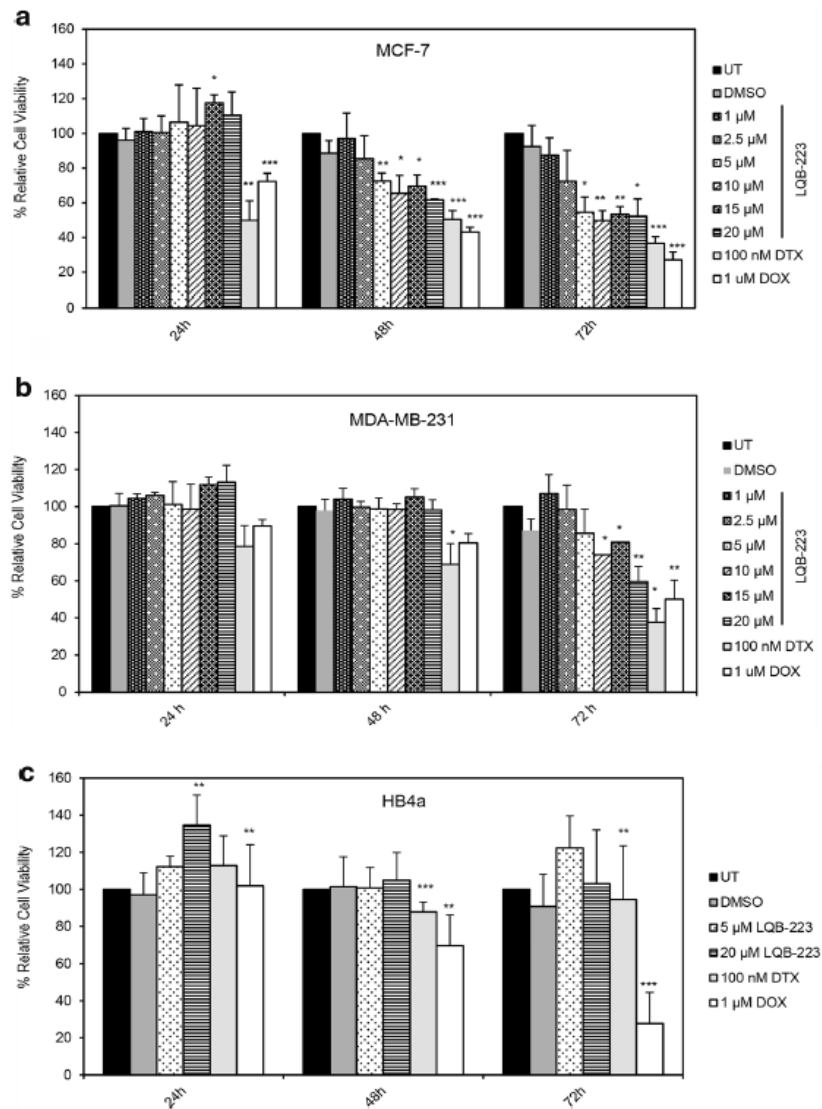 a
160
140
120
100
80
60
40
20
0
% Relative Cell Viability
MCF-7
* ** ***
** * * *** *** ***
* ** ** * *** ***
24h 48h 72h
UT
DMSO
1 µM
2.5 µM
5 µM
10 µM
15 µM
20 µM
LQB-223
100 nM DTX
1 uM DOX
b
160
140
120
100
80
60
40
20
0
% Relative Cell Viability
MDA-MB-231
*
* * ** * **
24 h 48 h 72 h
UT
DMSO
1 µM
2.5 µM
5 µM
10 µM
15 µM
20 µM
LQB-223
100 nM DTX
1 uM DOX
c
160
140
120
100
80
60
40
20
0
% Relative Cell Viability
HB4a
** **
*** **
** ***
24h 48h 72h
UT
DMSO
5 µM LQB-223
20 µM LQB-223
100 nM DTX
1 µM DOX